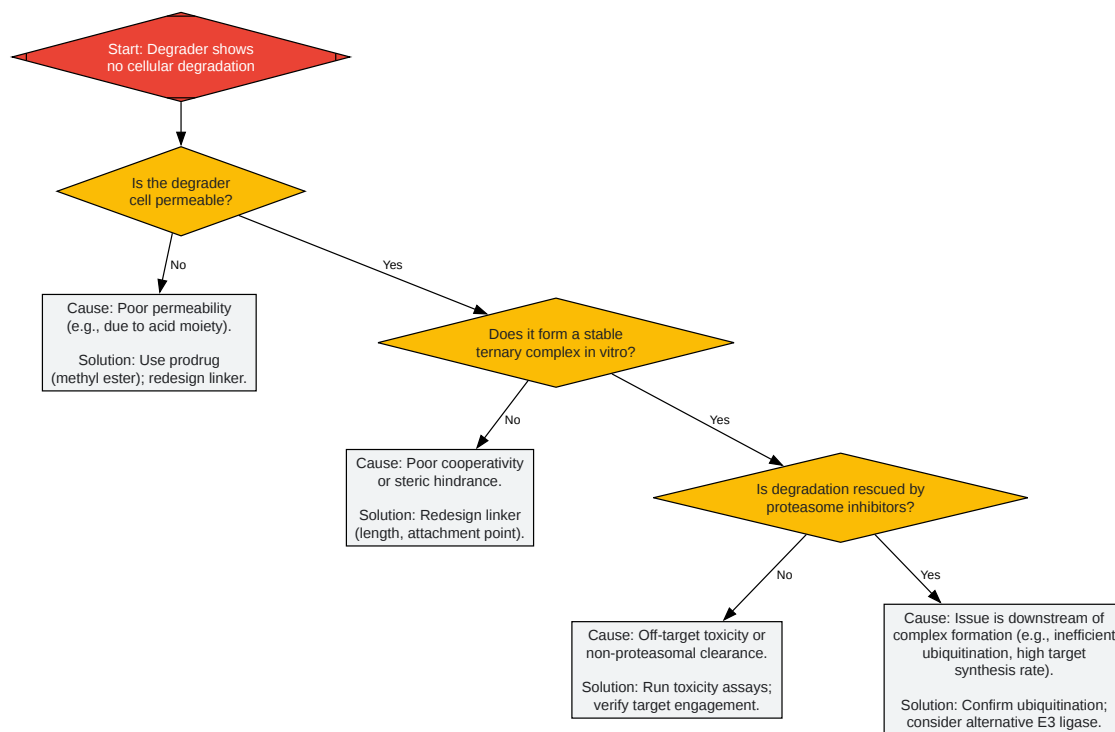 Start: Degrader shows
no cellular degradation
Is the degrader
cell permeable?
No
Yes
Cause: Poor permeability
(e.g., due to acid moiety).
Solution: Use prodrug
(methyl ester); redesign linker.
Does it form a stable
ternary complex in vitro?
No
Yes
Cause: Poor cooperativity
or steric hindrance.
Solution: Redesign linker
(length, attachment point).
Is degradation rescued by
proteasome inhibitors?
No
Yes
Cause: Off-target toxicity or
non-proteasomal clearance.
Solution: Run toxicity assays;
verify target engagement.
Cause: Issue is downstream of
complex formation (e.g., inefficient
ubiquitination, high target
synthesis rate).
Solution: Confirm ubiquitination;
consider alternative E3 ligase.